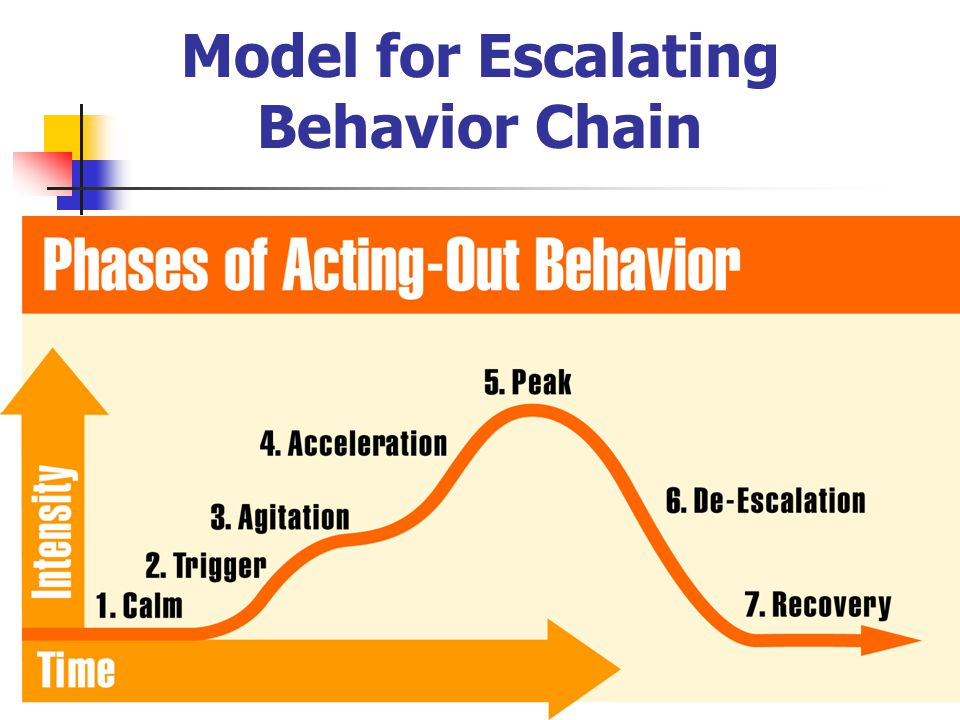 Model for Escalating
Behavior Chain
Phases of Acting-Out Behavior
5. Peak
4. Acceleration
6. De-Escalation
3. Agitation
2. Trigger
1. Calm
7. Recovery
Intensity
Time